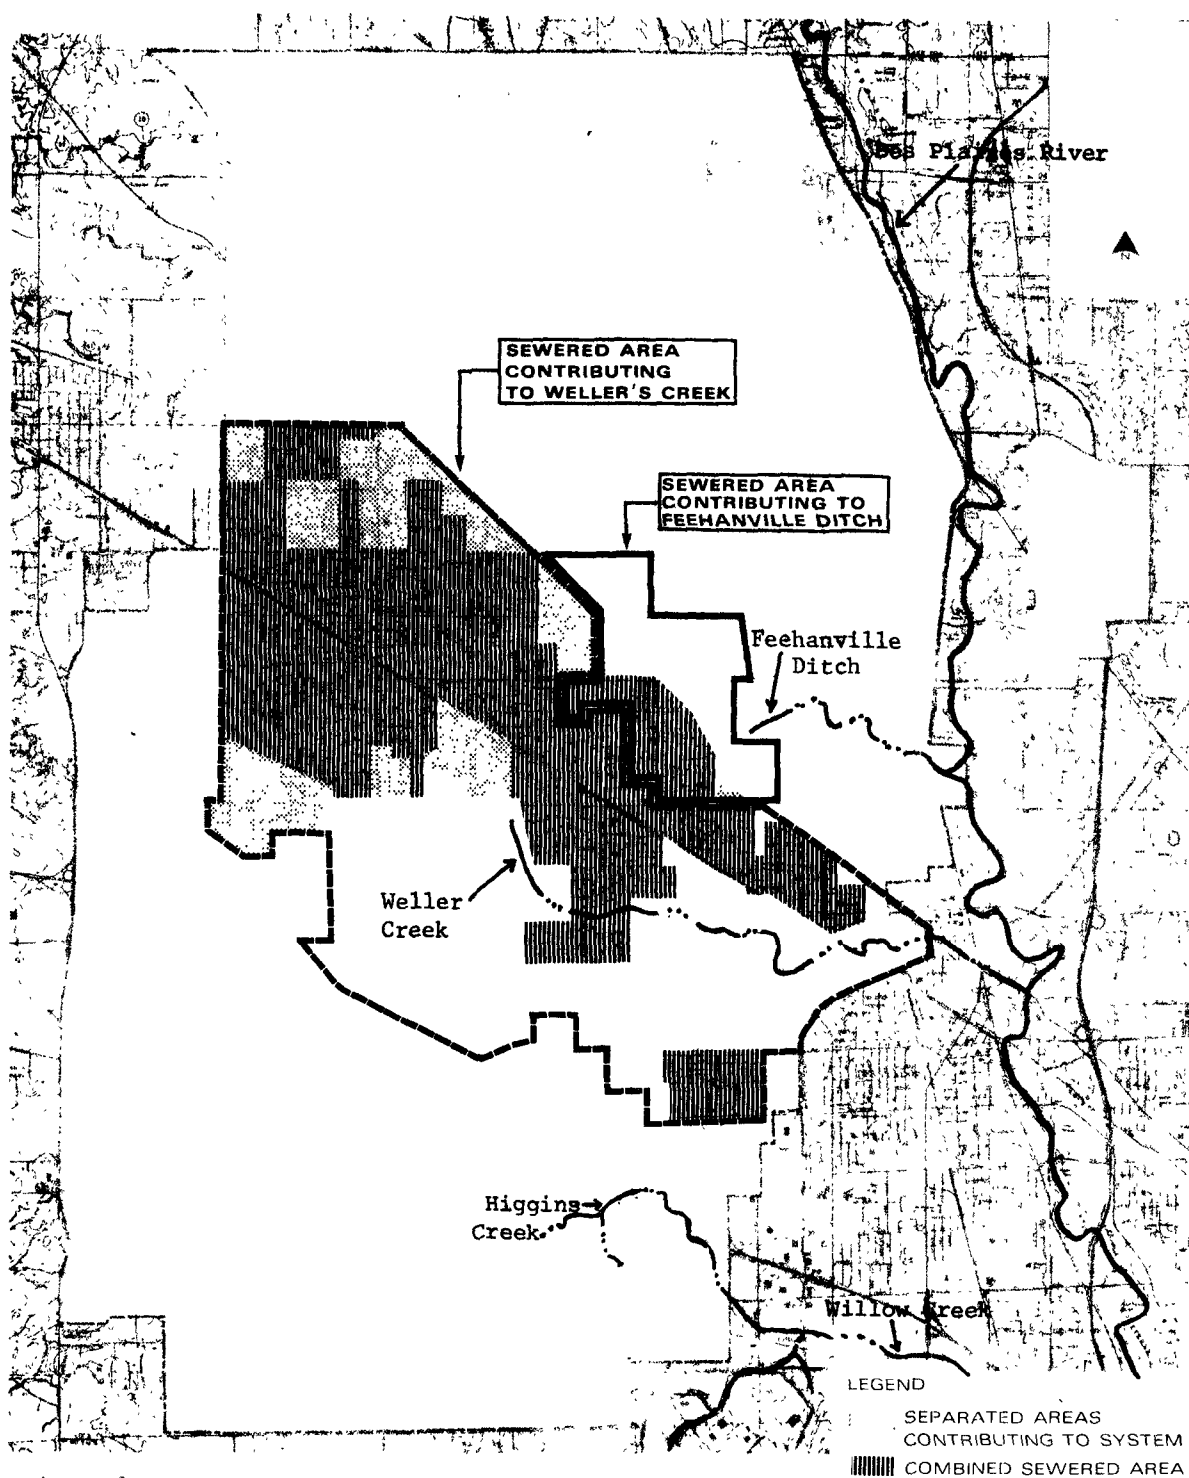 Des Plaines River
N
SEWERED AREA
CONTRIBUTING
TO WELLER'S CREEK
SEWERED AREA
CONTRIBUTING TO
FEEHANVILLE DITCH
Feehanville
Ditch
Weller
Creek
Higgins
Creek
Willow Creek
LEGEND
SEPARATED AREAS
CONTRIBUTING TO SYSTEM
COMBINED SEWERED AREA